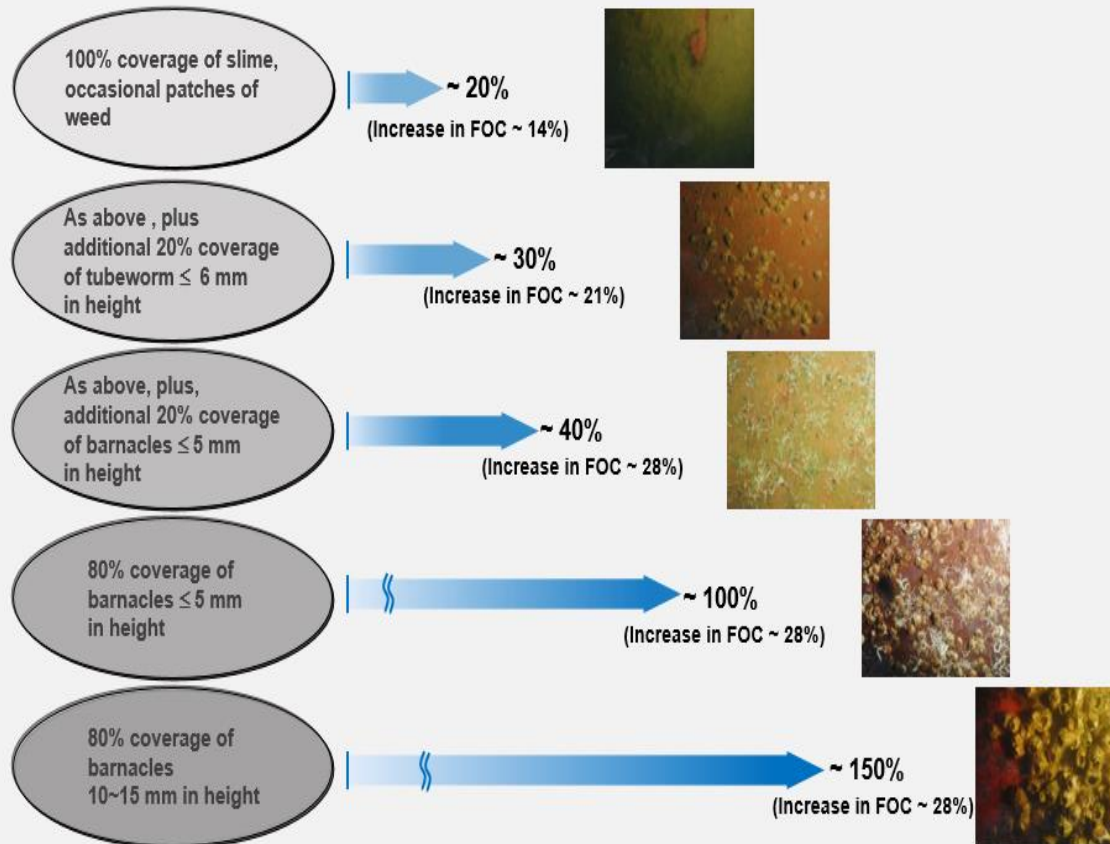 100% coverage of slime,
occasional patches of
weed
~ 20%
(Increase in FOC ~ 14%)
As above , plus
additional 20% coverage
of tubeworm ≤ 6 mm
in height
~ 30%
(Increase in FOC ~ 21%)
As above, plus,
additional 20% coverage
of barnacles ≤ 5 mm
in height
~ 40%
(Increase in FOC ~ 28%)
80% coverage of
barnacles ≤ 5 mm
in height
~ 100%
(Increase in FOC ~ 28%)
80% coverage of
barnacles
10~15 mm in height
~ 150%
(Increase in FOC ~ 28%)